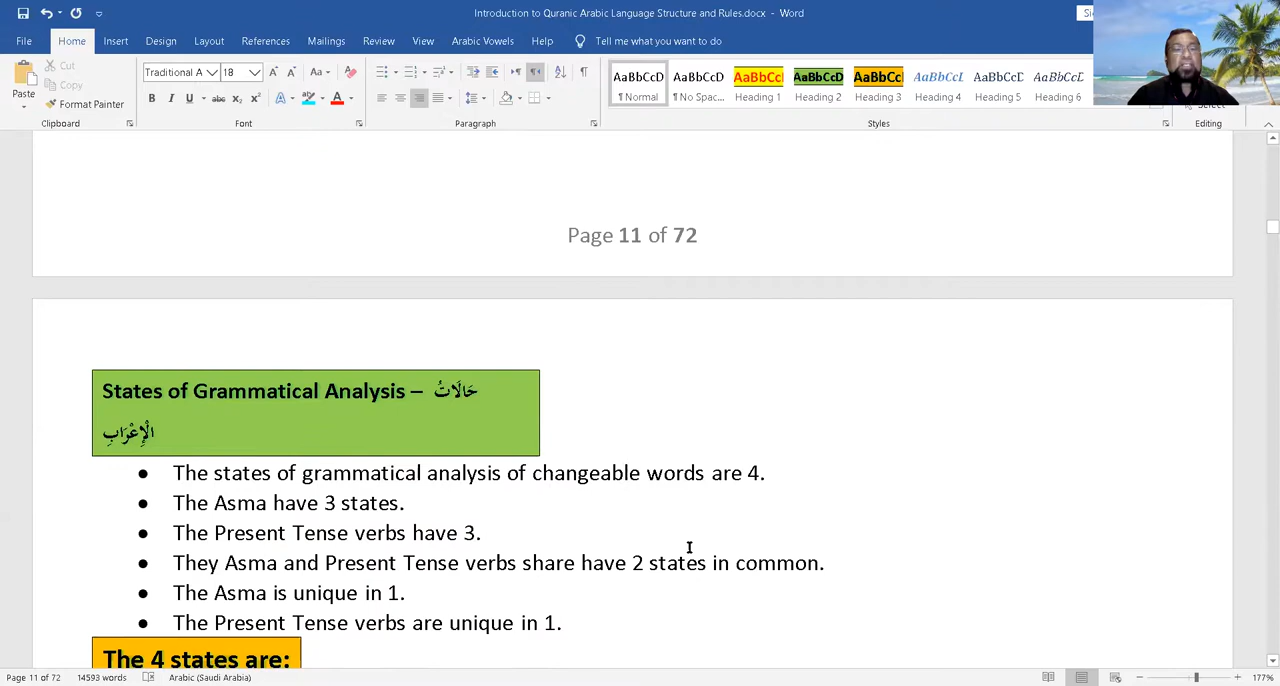 Introduction to Quranic Arabic Language Structure and Rules.docx - Word
File Home Insert Design Layout References Mailings Review View Arabic Vowels Help Tell me what you want to do
Paste
Cut
Copy
Format Painter
Traditional A 18
AaBbCcD AaBbCcD AaBbCcI AaBbCcD AaBbCcI AaBbCcL AaBbCcD AaBbCcD
¶ Normal ¶ No Spac... Heading 1 Heading 2 Heading 3 Heading 4 Heading 5 Heading 6
Clipboard Font Paragraph Styles Editing
Page 11 of 72
States of Grammatical Analysis – حَالَاتُ
الْإِعْرَابِ
• The states of grammatical analysis of changeable words are 4.
• The Asma have 3 states.
• The Present Tense verbs have 3.
• They Asma and Present Tense verbs share have 2 states in common.
• The Asma is unique in 1.
• The Present Tense verbs are unique in 1.
The 4 states are:
Page 11 of 72 14593 words Arabic (Saudi Arabia) 177%